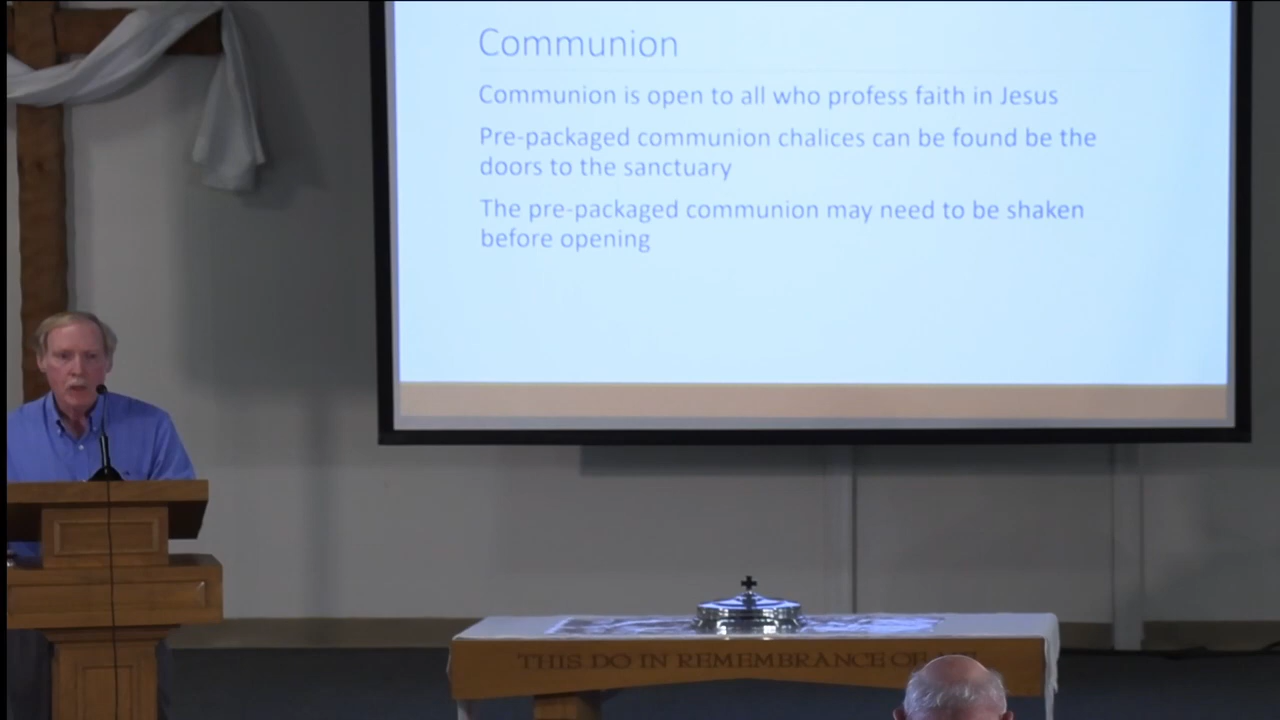 Communion
Communion is open to all who profess faith in Jesus
Pre-packaged communion chalices can be found be the
doors to the sanctuary
The pre-packaged communion may need to be shaken
before opening
THIS DO IN REMEMBRANCE